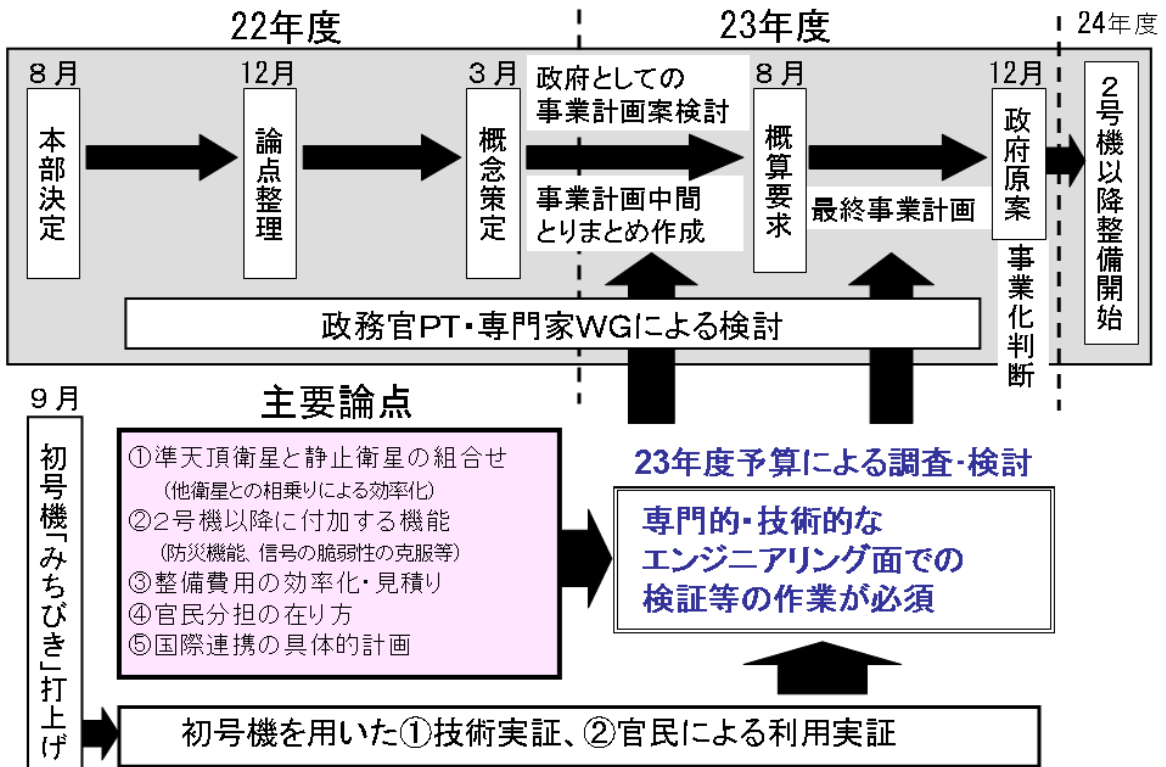 22年度
23年度
24年度
8月
12月
3月
8月
12月
本部決定
論点整理
概念策定
政府としての
事業計画案検討
事業計画中間
とりまとめ作成
概算要求
最終事業計画
政府原案
事業化判断
2号機以降整備開始
政務官PT・専門家WGによる検討
9月
初号機「みちびき」打上げ
主要論点
①準天頂衛星と静止衛星の組合せ
(他衛星との相乗りによる効率化)
②2号機以降に付加する機能
(防災機能、信号の脆弱性の克服等)
③整備費用の効率化・見積り
④官民分担の在り方
⑤国際連携の具体的計画
23年度予算による調査・検討
専門的・技術的な
エンジニアリング面での
検証等の作業が必須
初号機を用いた①技術実証、②官民による利用実証